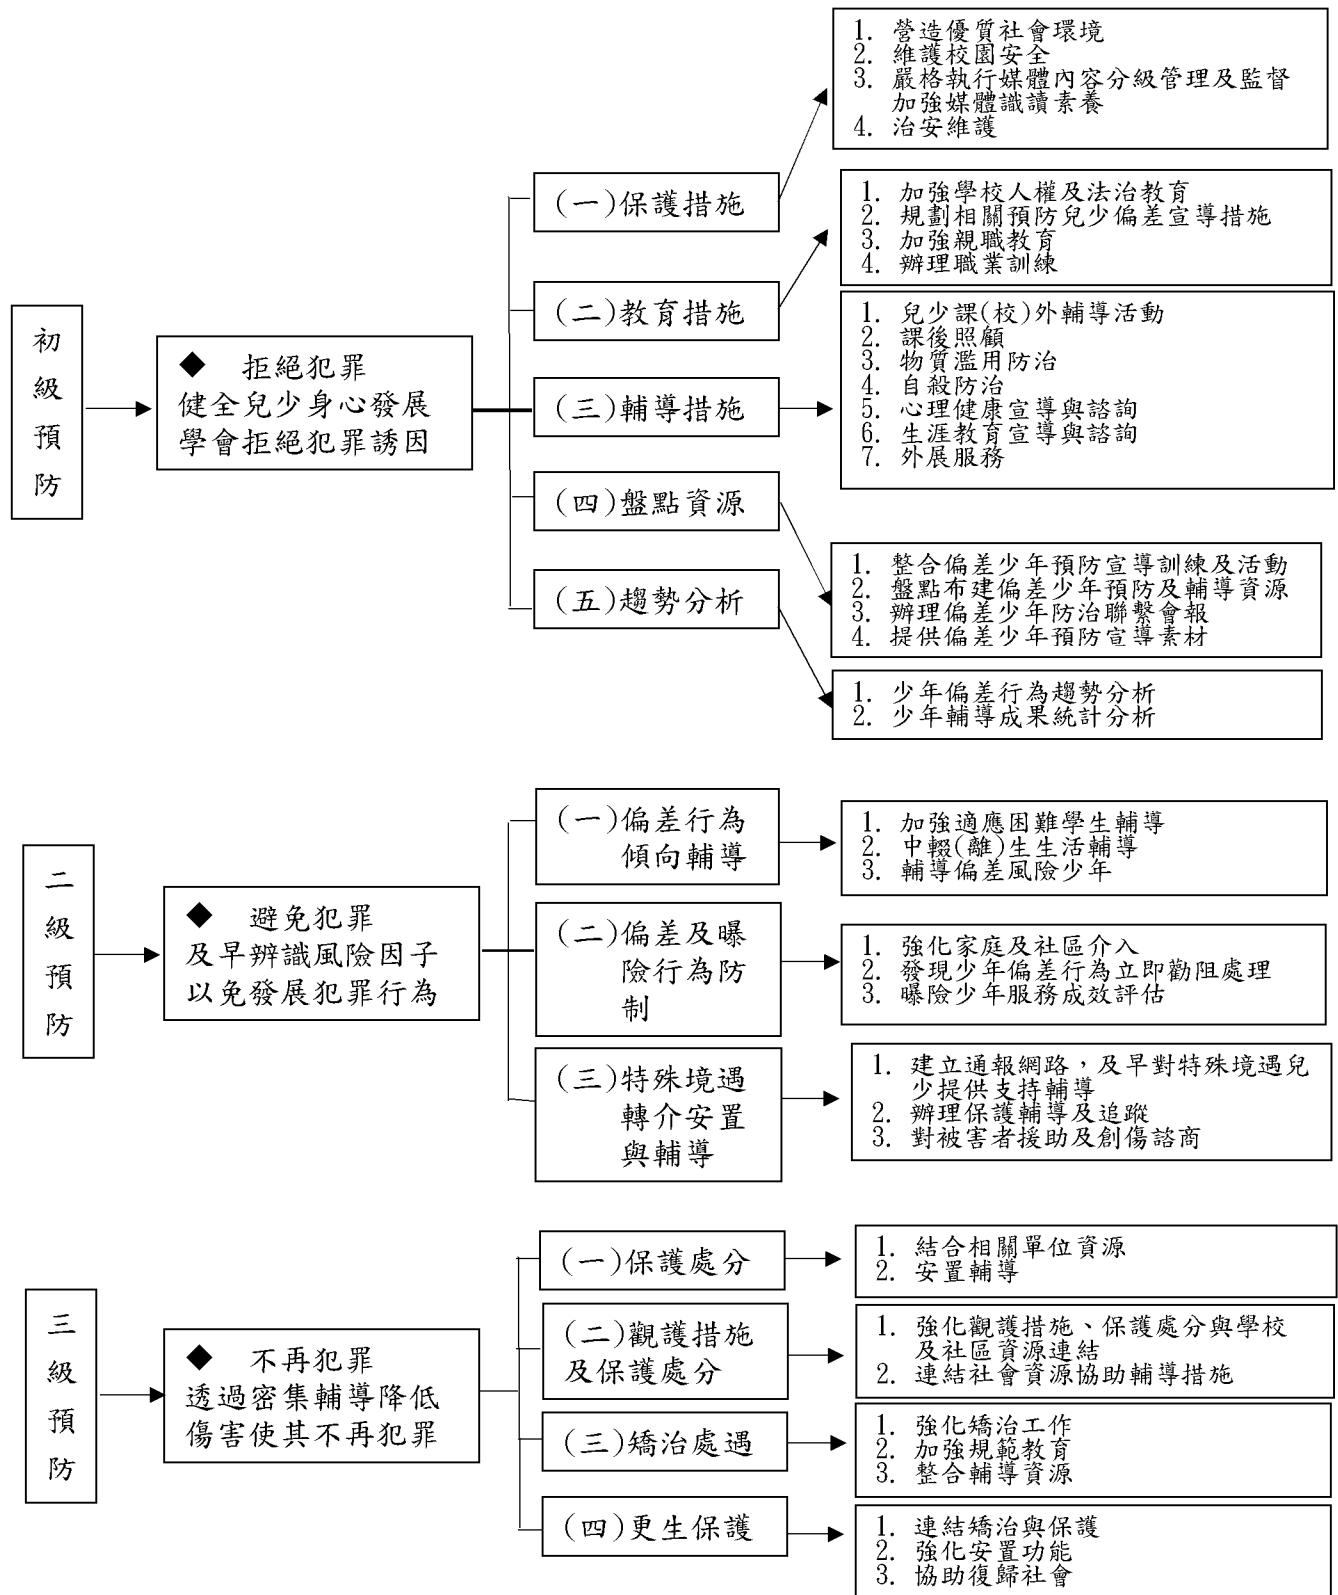 初
級
預
防
◆ 拒絕犯罪
健全兒少身心發展
學會拒絕犯罪誘因
(一)保護措施
1. 營造優質社會環境
2. 維護校園安全
3. 嚴格執行媒體內容分級管理及監督
加強媒體識讀素養
4. 治安維護
(二)教育措施
1. 加強學校人權及法治教育
2. 規劃相關預防兒少偏差宣導措施
3. 加強親職教育
4. 辦理職業訓練
(三)輔導措施
1. 兒少課(校)外輔導活動
2. 課後照顧
3. 物質濫用防治
4. 自殺防治
5. 心理健康宣導與諮詢
6. 生涯教育宣導與諮詢
7. 外展服務
(四)盤點資源
1. 整合偏差少年預防宣導訓練及活動
2. 盤點布建偏差少年預防及輔導資源
3. 辦理偏差少年防治聯繫會報
4. 提供偏差少年預防宣導素材
(五)趨勢分析
1. 少年偏差行為趨勢分析
2. 少年輔導成果統計分析
二
級
預
防
◆ 避免犯罪
及早辨識風險因子
以免發展犯罪行為
(一)偏差行為
傾向輔導
1. 加強適應困難學生輔導
2. 中輟(離)生生活輔導
3. 輔導偏差風險少年
(二)偏差及曝
險行為防
制
1. 強化家庭及社區介入
2. 發現少年偏差行為立即勸阻處理
3. 曝險少年服務成效評估
(三)特殊境遇
轉介安置
與輔導
1. 建立通報網路，及早對特殊境遇兒
少提供支持輔導
2. 辦理保護輔導及追蹤
3. 對被害者援助及創傷諮商
三
級
預
防
◆ 不再犯罪
透過密集輔導降低
傷害使其不再犯罪
(一)保護處分
1. 結合相關單位資源
2. 安置輔導
(二)觀護措施
及保護處分
1. 強化觀護措施、保護處分與學校
及社區資源連結
2. 連結社會資源協助輔導措施
(三)矯治處遇
1. 強化矯治工作
2. 加強規範教育
3. 整合輔導資源
(四)更生保護
1. 連結矯治與保護
2. 強化安置功能
3. 協助復歸社會